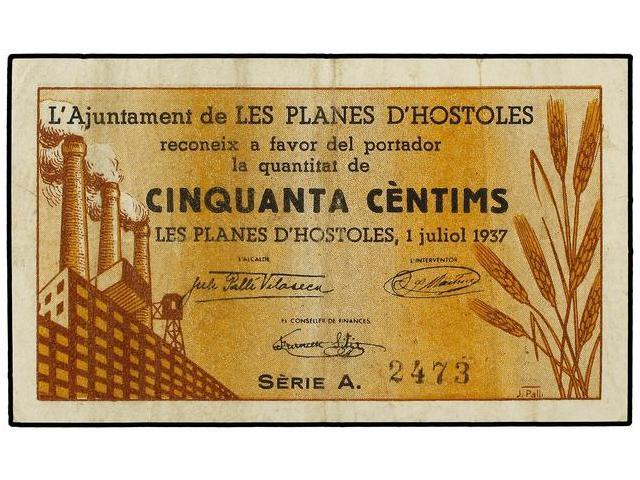 L'Ajuntament de LES PLANES D'HOSTOLES
reconeix a favor del portador
la quantitat de
CINQUANTA CÈNTIMS
LES PLANES D'HOSTOLES, 1 juliol 1937
L'ALCALDE
L'INTERVENTOR
EL CONSELLER DE FINANCES,
SÈRIE A. 2473
J. Palli